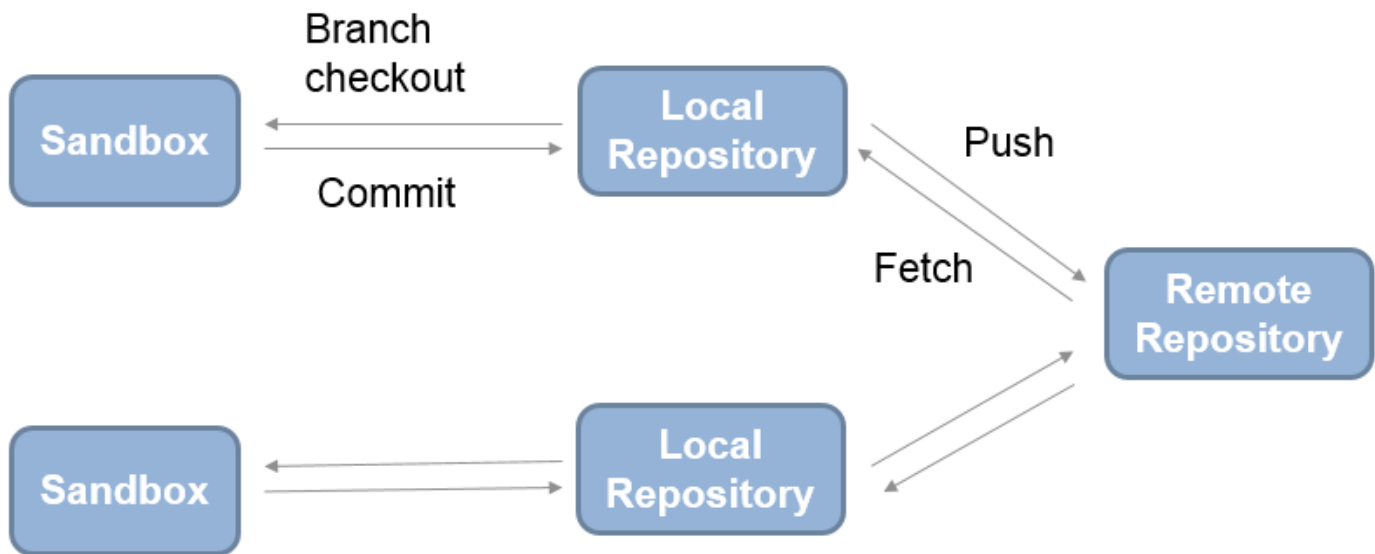 Branch
checkout
Sandbox
Local
Repository
Commit
Push
Fetch
Remote
Repository
Sandbox
Local
Repository